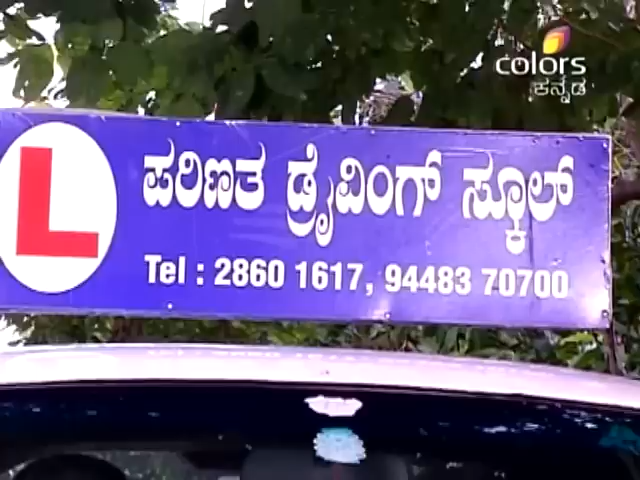 colors
ಕನ್ನಡ
L
ಪರಿಣತ ಡ್ರೈವಿಂಗ್ ಸ್ಕೂಲ್
Tel : 2860 1617, 94483 70700